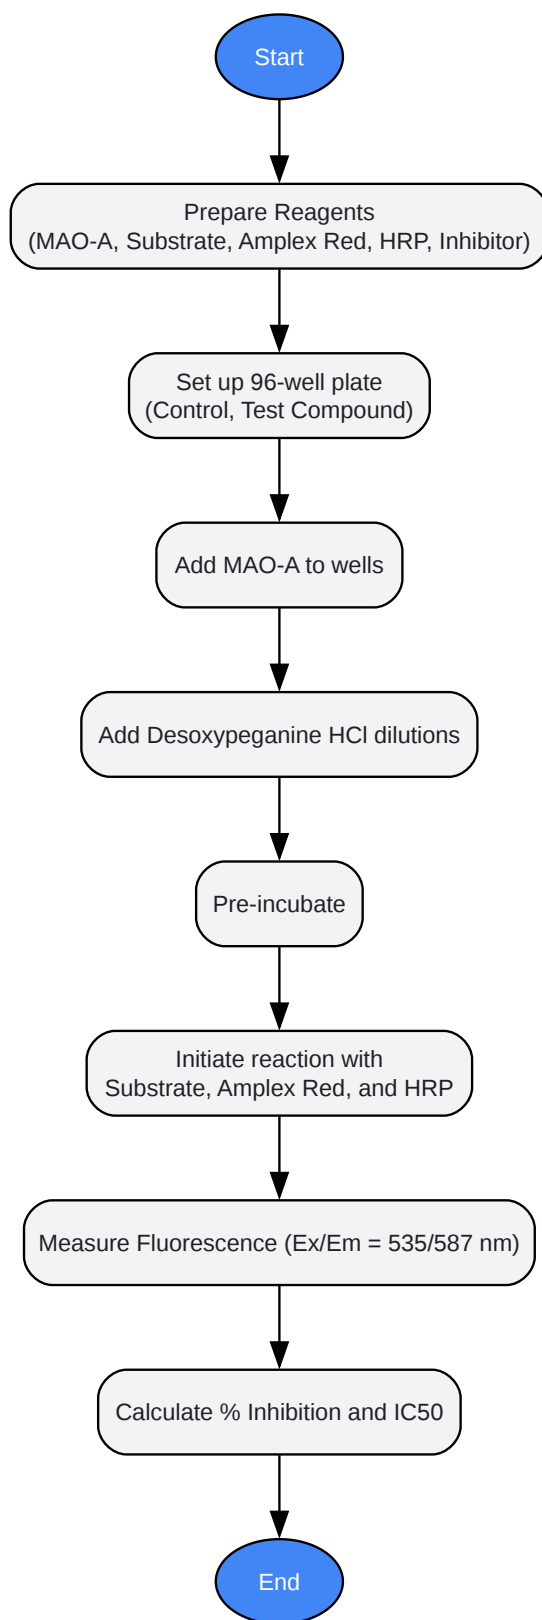 Start
Prepare Reagents
(MAO-A, Substrate, Amplex Red, HRP, Inhibitor)
Set up 96-well plate
(Control, Test Compound)
Add MAO-A to wells
Add Desoxypeganine HCl dilutions
Pre-incubate
Initiate reaction with
Substrate, Amplex Red, and HRP
Measure Fluorescence (Ex/Em = 535/587 nm)
Calculate % Inhibition and IC50
End